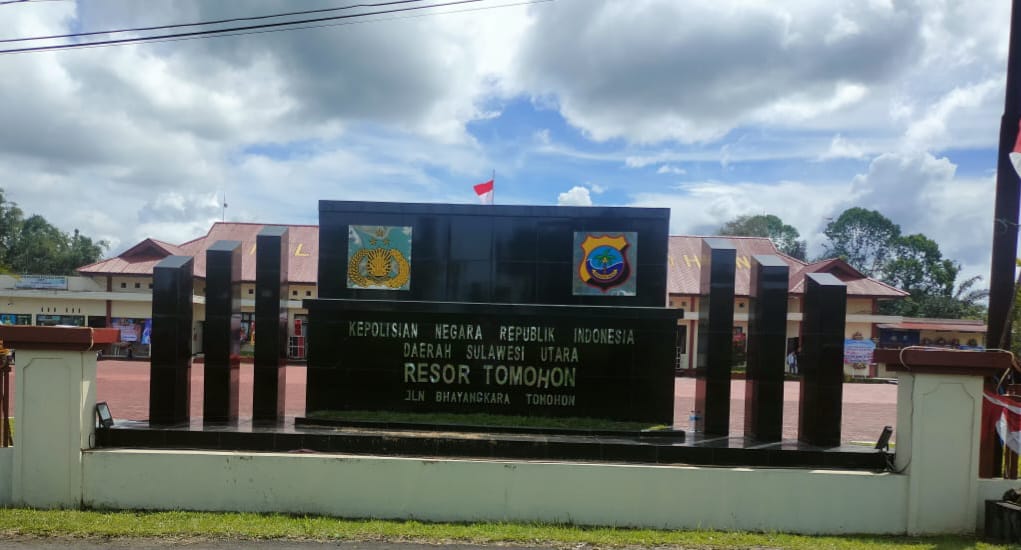 KEPOLISIAN NEGARA REPUBLIK INDONESIA
DAERAH SULAWESI UTARA
RESOR TOMOHON
JLN BHAYANGKARA TOMOHON